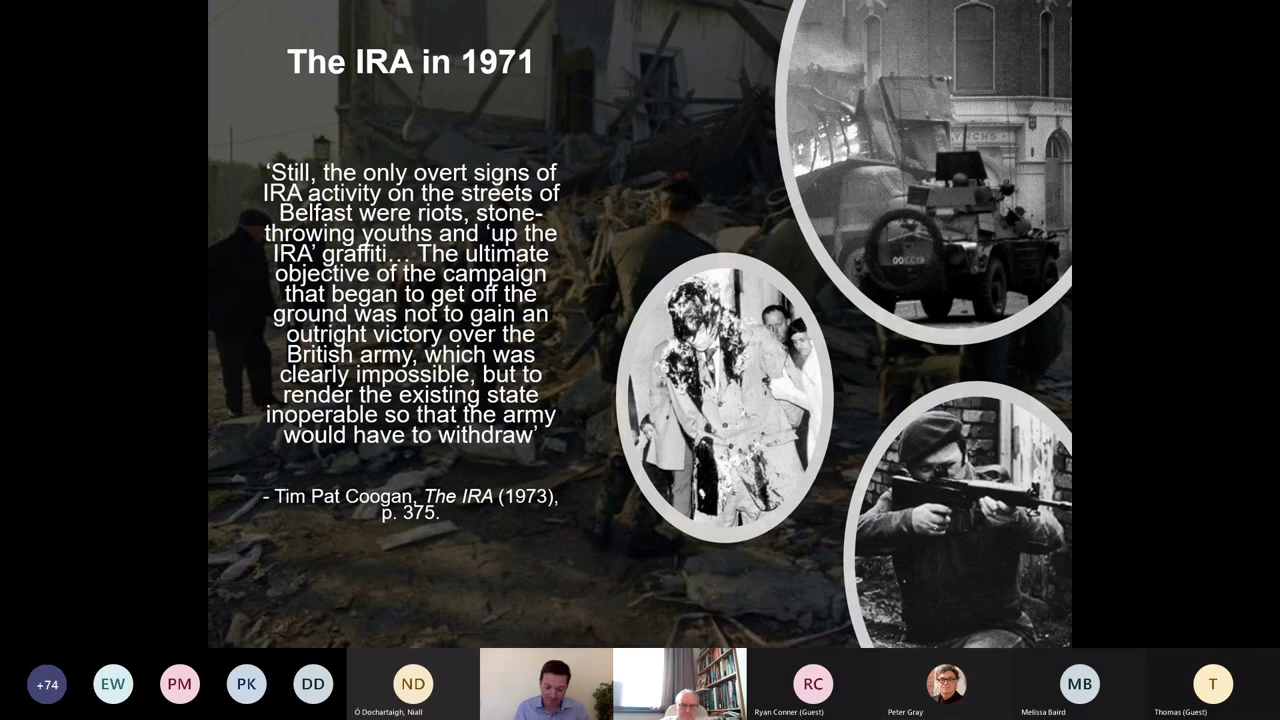 The IRA in 1971
‘Still, the only overt signs of
IRA activity on the streets of
Belfast were riots, stone-
throwing youths and ‘up the
IRA’ graffiti… The ultimate
objective of the campaign
that began to get off the
ground was not to gain an
outright victory over the
British army, which was
clearly impossible, but to
render the existing state
inoperable so that the army
would have to withdraw’
- Tim Pat Coogan, The IRA (1973),
p. 375.
+74
EW
PM
PK
DD
ND
Ó Dochartaigh, Niall
RC
Ryan Conner (Guest)
Peter Gray
MB
Melissa Baird
T
Thomas (Guest)